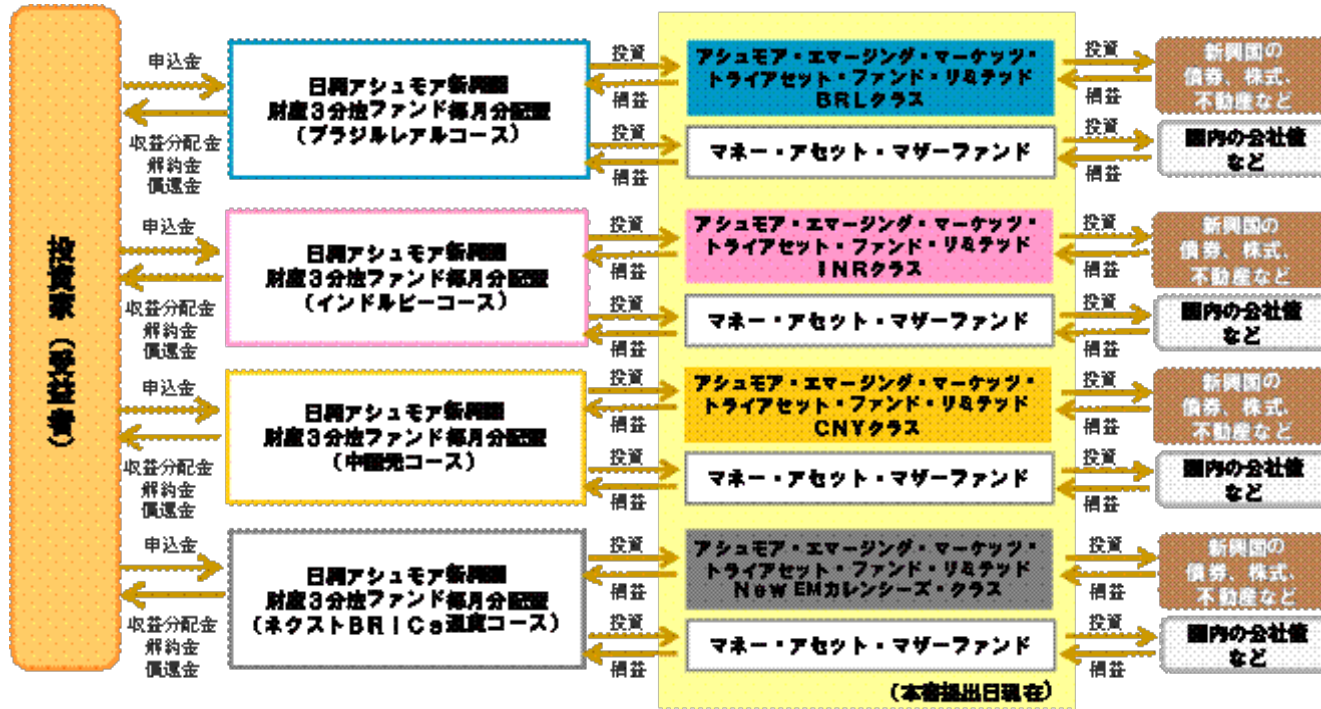 投資家（受益者）
申込金
収益分配金
解約金
償還金
日興アシュモア新興国
財産３分法ファンド毎月分配型
（ブラジルレアルコース）
投資
損益
投資
損益
アシュモア・エマージング・マーケッツ・
トライアセット・ファンド・リミテッド
BRLクラス
マネー・アセット・マザーファンド
投資
損益
投資
損益
新興国の
債券、株式、
不動産など
国内の公社債
など
申込金
収益分配金
解約金
償還金
日興アシュモア新興国
財産３分法ファンド毎月分配型
（インドルピーコース）
投資
損益
投資
損益
アシュモア・エマージング・マーケッツ・
トライアセット・ファンド・リミテッド
INRクラス
マネー・アセット・マザーファンド
投資
損益
投資
損益
新興国の
債券、株式、
不動産など
国内の公社債
など
申込金
収益分配金
解約金
償還金
日興アシュモア新興国
財産３分法ファンド毎月分配型
（中国元コース）
投資
損益
投資
損益
アシュモア・エマージング・マーケッツ・
トライアセット・ファンド・リミテッド
CNYクラス
マネー・アセット・マザーファンド
投資
損益
投資
損益
新興国の
債券、株式、
不動産など
国内の公社債
など
申込金
収益分配金
解約金
償還金
日興アシュモア新興国
財産３分法ファンド毎月分配型
（ネクストBRICs通貨コース）
投資
損益
投資
損益
アシュモア・エマージング・マーケッツ・
トライアセット・ファンド・リミテッド
New EMカレンシーズ・クラス
マネー・アセット・マザーファンド
投資
損益
投資
損益
新興国の
債券、株式、
不動産など
国内の公社債
など
（本書提出日現在）